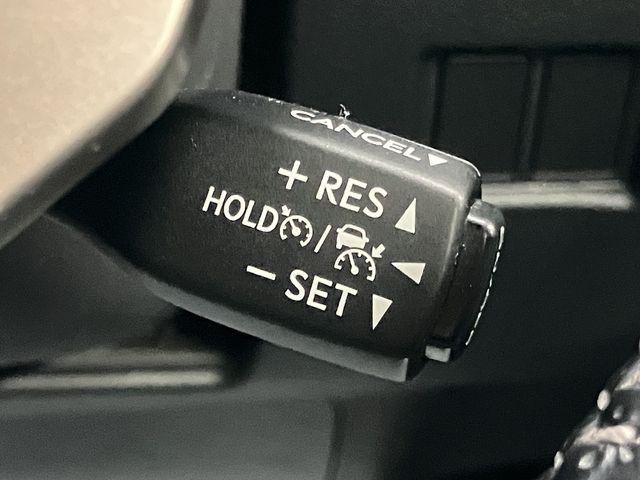 CANCEL
+ RES
HOLD /
− SET